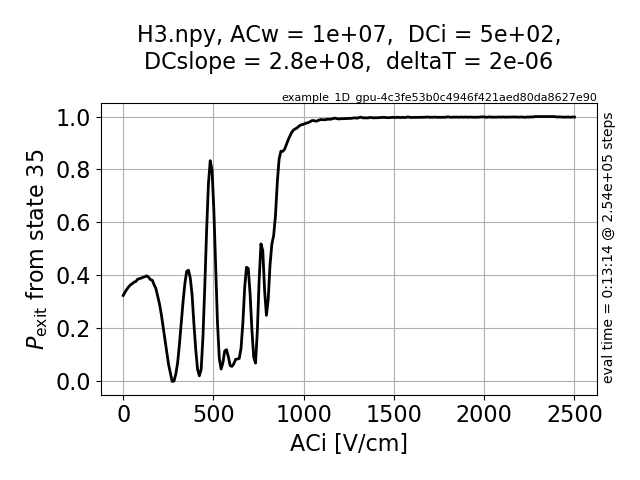 H3.npy, ACw = 1e+07,  DCi = 5e+02,
DCslope = 2.8e+08,  deltaT = 2e-06
example_1D_gpu-4c3fe53b0c4946f421aed80da8627e90
1.0
0.8
0.6
0.4
0.2
0.0
P_exit from state 35
eval time = 0:13:14 @ 2.54e+05 steps
0 500 1000 1500 2000 2500
ACi [V/cm]